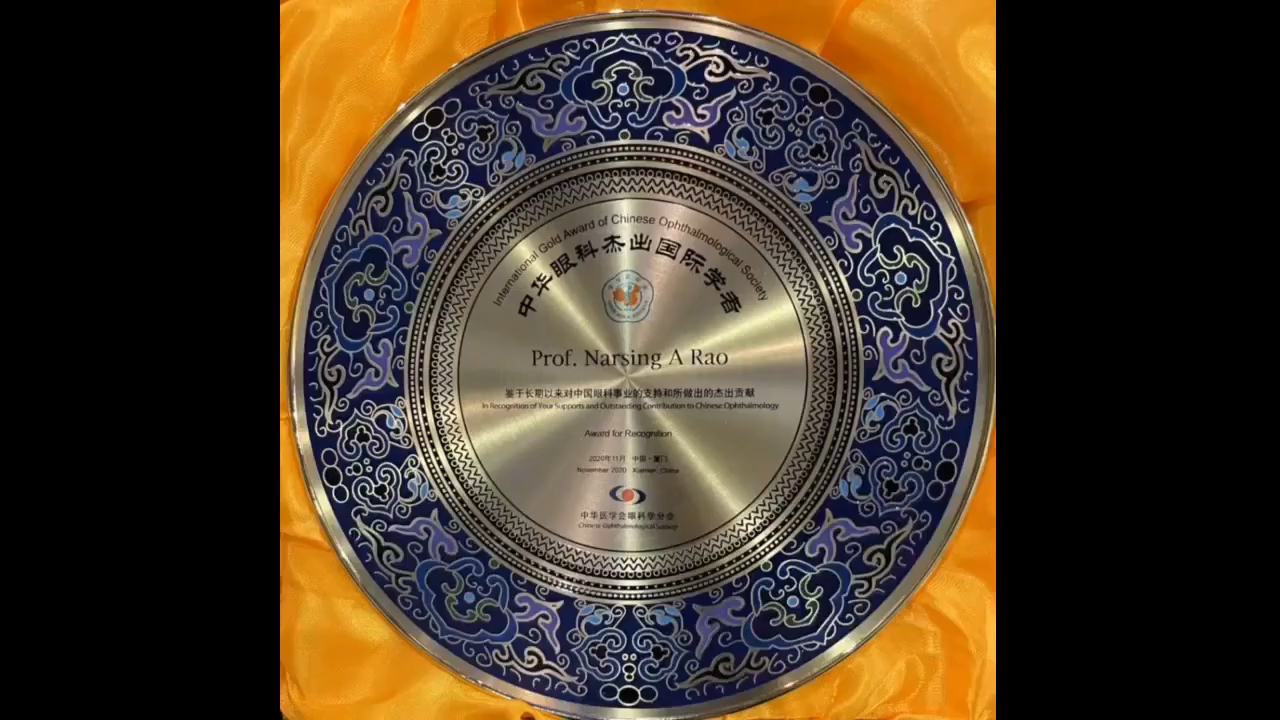 International Gold Award of Chinese Ophthalmological Society
中华眼科杰出国际学者
Prof. Narsing A Rao
鉴于长期以来对中国眼科事业的支持和所做出的杰出贡献
In Recognition of Your Supports and Outstanding Contribution to Chinese Ophthalmology
Award for Recognition
2020年11月 中国·厦门
November 2020 Xiamen, China
中华医学会眼科学分会
Chinese Ophthalmological Society